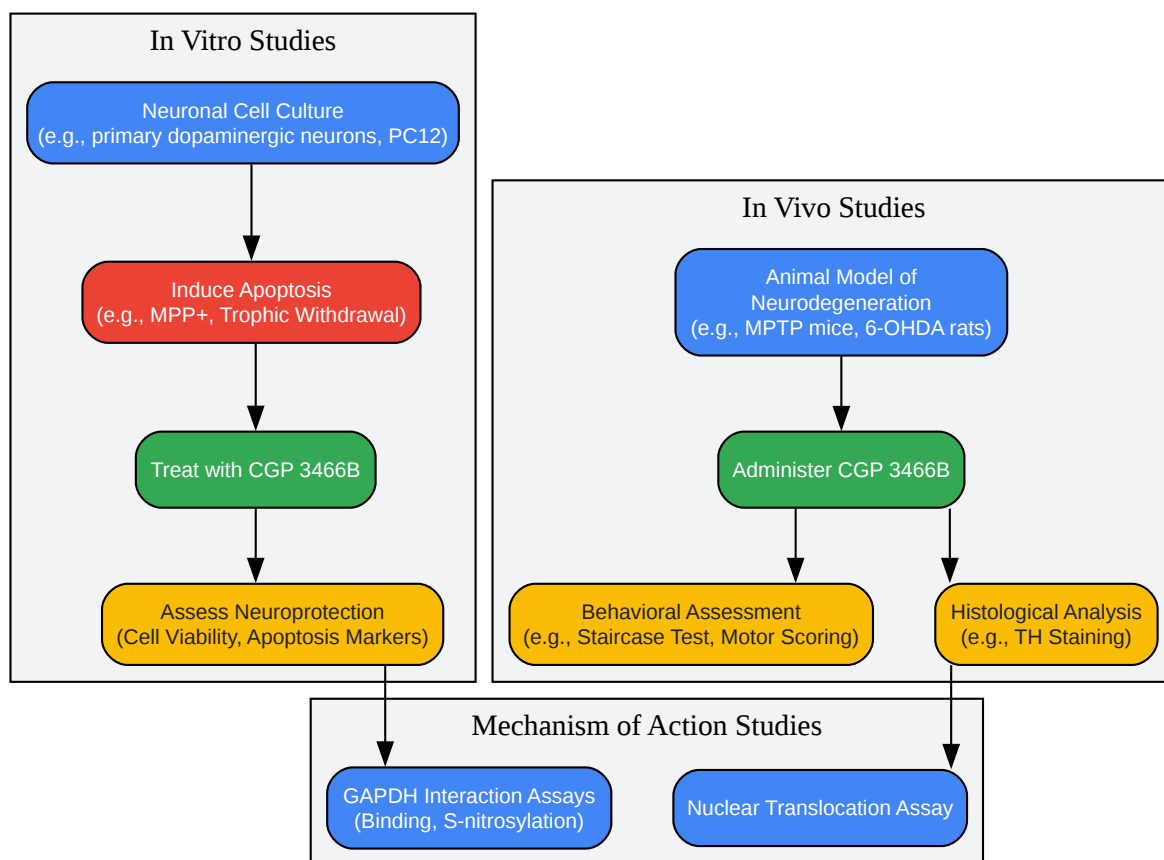 In Vitro Studies
Neuronal Cell Culture
(e.g., primary dopaminergic neurons, PC12)
Induce Apoptosis
(e.g., MPP+, Trophic Withdrawal)
Treat with CGP 3466B
Assess Neuroprotection
(Cell Viability, Apoptosis Markers)
In Vivo Studies
Animal Model of
Neurodegeneration
(e.g., MPTP mice, 6-OHDA rats)
Administer CGP 3466B
Behavioral Assessment
(e.g., Staircase Test, Motor Scoring)
Histological Analysis
(e.g., TH Staining)
Mechanism of Action Studies
GAPDH Interaction Assays
(Binding, S-nitrosylation)
Nuclear Translocation Assay